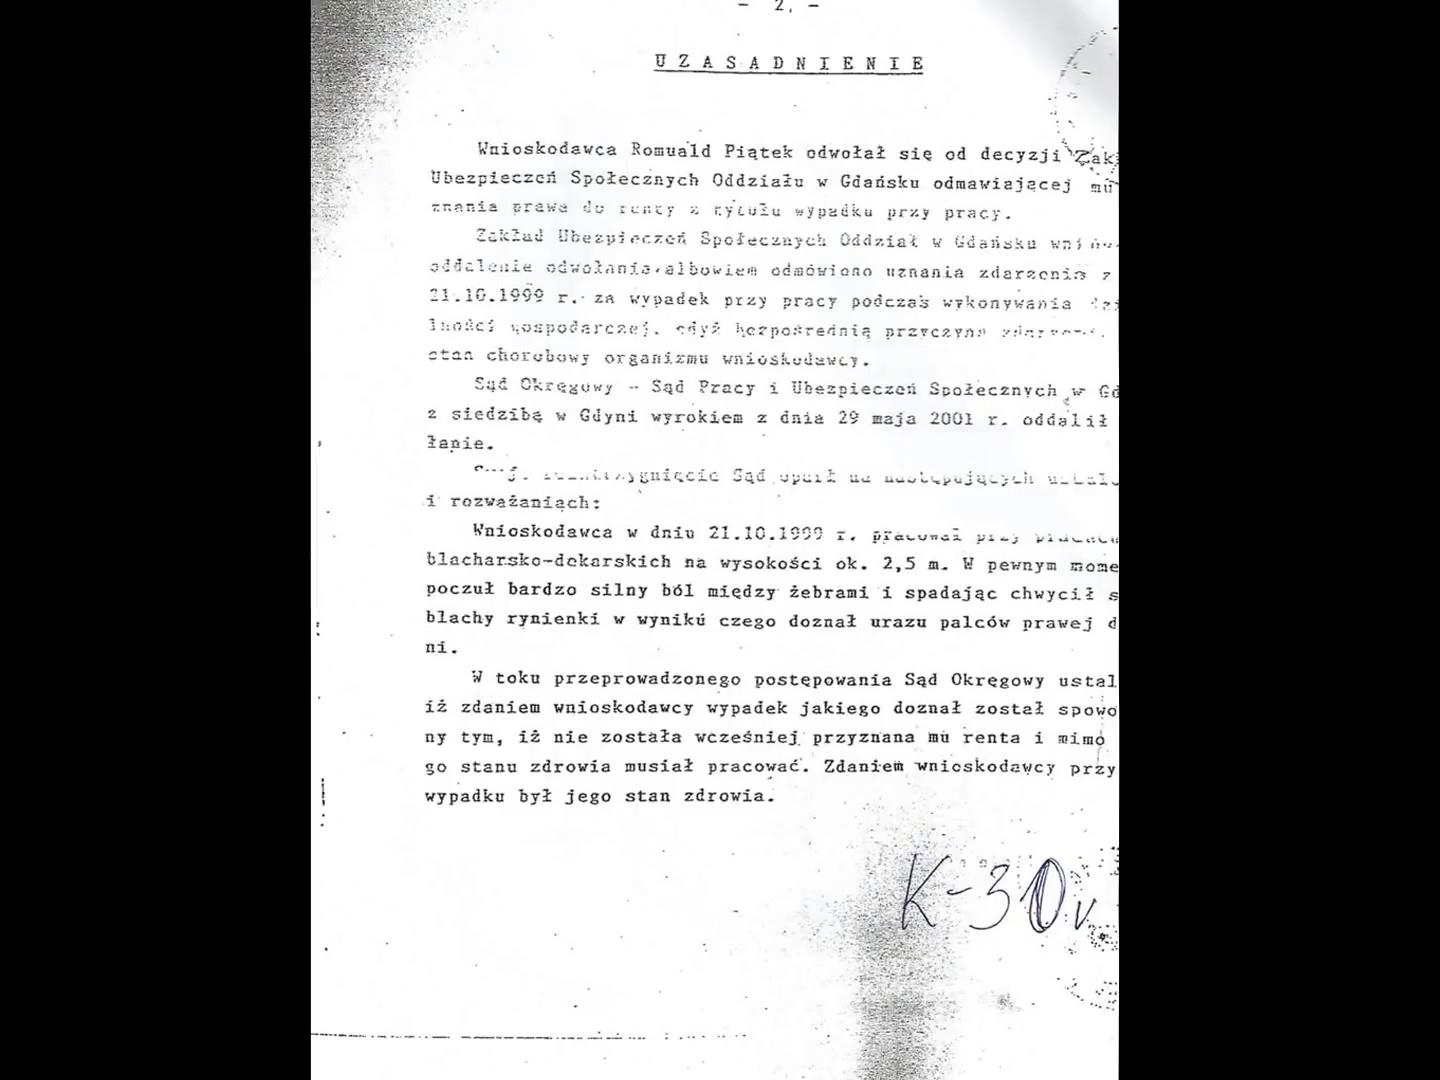 - 2. -
UZASADNIENIE
Wnioskodawca Romuald Piątek odwołał się od decyzji Zak
Ubezpieczeń Społecznych Oddziału w Gdańsku odmawiającej mu
znania prawa do renty z tytułu wypadku przy pracy.
Zakład Ubezpieczeń Społecznych Oddział w Gdańsku
oddalenie odwołania albowiem odmówiono uznania zdarzenia z
21.10.1999 r. za wypadek przy pracy podczas wykonywania
lności gospodarczej, gdyż bezpośrednią przyczyną
stan chorobowy organizmu wnioskodawcy.
Sąd Okręgowy - Sąd Pracy i Ubezpieczeń Społecznych w Gd
z siedzibą w Gdyni wyrokiem z dnia 29 maja 2001 r. oddalił
łanie.
Sąd oparł na następujących
i rozważaniach:
Wnioskodawca w dniu 21.10.1999 r. pracował przy
blacharsko-dekarskich na wysokości ok. 2,5 m. W pewnym mome
poczuł bardzo silny ból między żebrami i spadając chwycił s
blachy rynienki w wynikú czego doznał urazu palców prawej d
ni.
W toku przeprowadzonego postępowania Sąd Okręgowy ustal
iż zdaniem wnioskodawcy wypadek jakiego doznał został spowo
ny tym, iż nie została wcześniej przyznana mu renta i mimo
go stanu zdrowia musiał pracować. Zdaniem wnioskodawcy przy
wypadku był jego stan zdrowia.
K-30v